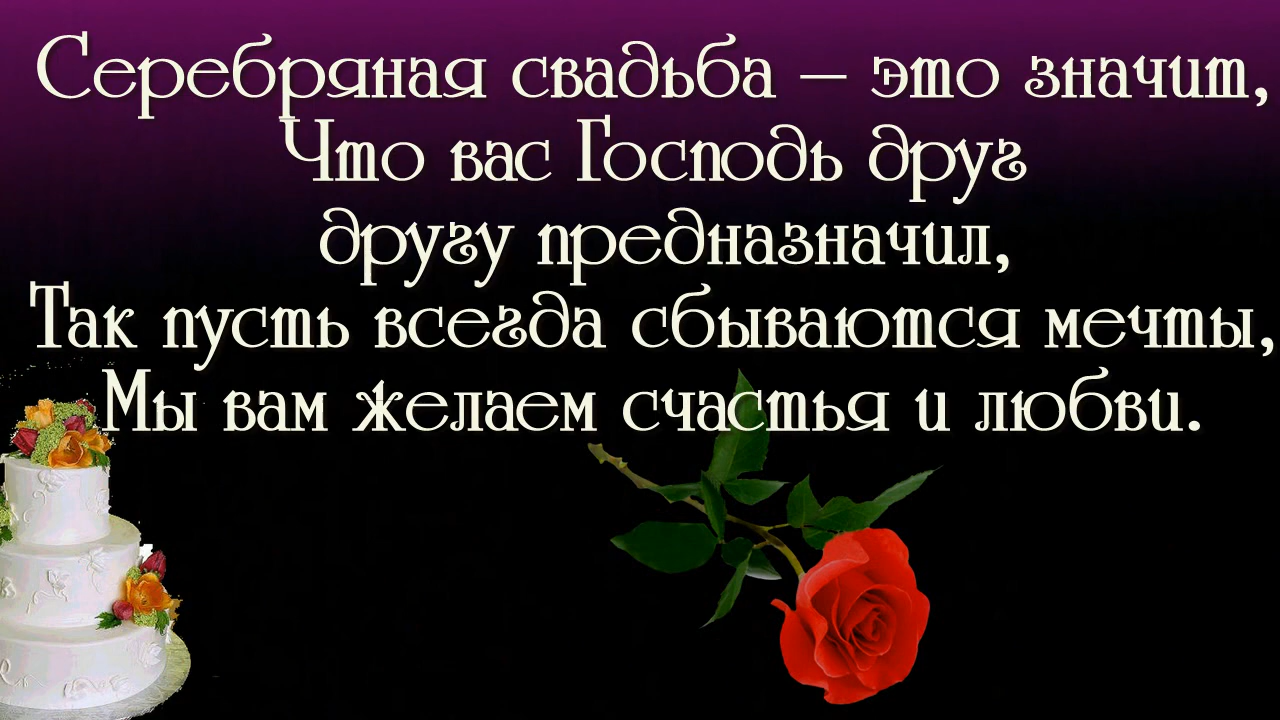 Серебряная свадьба – это значит,
Что вас Господь друг
другу предназначил,
Так пусть всегда сбываются мечты,
Мы вам желаем счастья и любви.